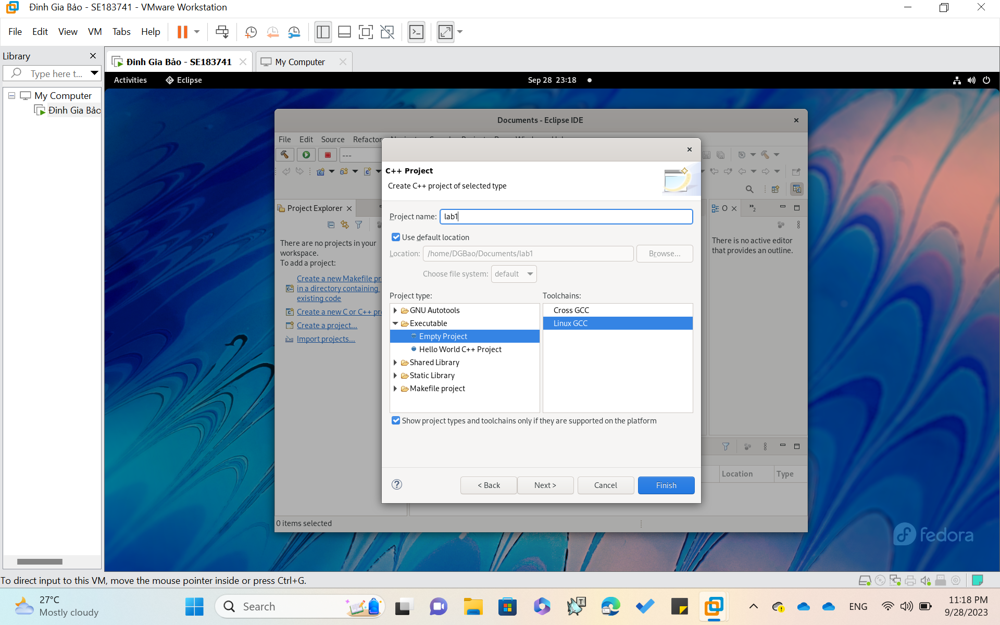 Đinh Gia Bảo - SE183741 - VMware Workstation
File Edit View VM Tabs Help
Library
Type here t...
My Computer
Đinh Gia Bảo
Đinh Gia Bảo - SE183741
My Computer
Activities Eclipse Sep 28 23:18
Documents - Eclipse IDE
File Edit Source Refactor
---
Project Explorer
There are no projects in your
workspace.
To add a project:
Create a new Makefile pr
in a directory containing
existing code
Create a new C or C++ pr
Create a project...
Import projects...
0 items selected
C++ Project
Create C++ project of selected type
Project name: lab1
Use default location
Location: /home/DGBao/Documents/lab1 Browse...
Choose file system: default
Project type: Toolchains:
GNU Autotools
Executable
Empty Project
Hello World C++ Project
Shared Library
Static Library
Makefile project
Cross GCC
Linux GCC
Show project types and toolchains only if they are supported on the platform
? < Back Next > Cancel Finish
O
2
There is no active editor
that provides an outline.
Location Type
fedora
To direct input to this VM, move the mouse pointer inside or press Ctrl+G.
27°C
Mostly cloudy
Search
ENG
11:18 PM
9/28/2023